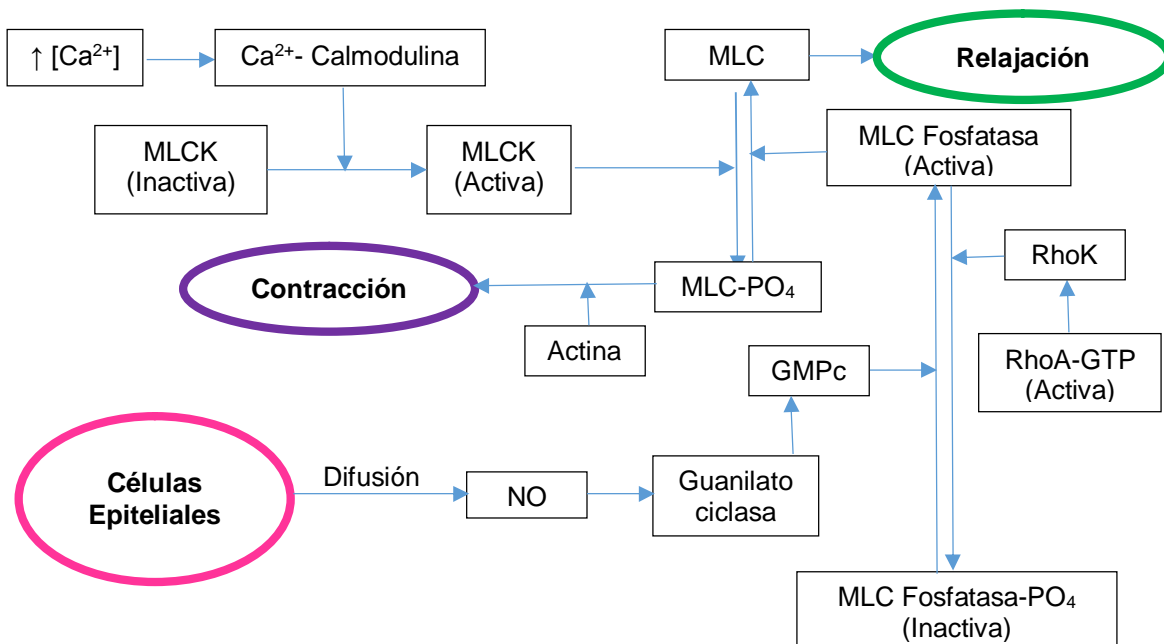 ↑ [Ca²⁺]
Ca²⁺- Calmodulina
MLC
Relajación
MLCK
(Inactiva)
MLCK
(Activa)
MLC Fosfatasa
(Activa)
Contracción
MLC-PO₄
RhoK
Actina
GMPc
RhoA-GTP
(Activa)
Células
Epiteliales
Difusión
NO
Guanilato
ciclasa
MLC Fosfatasa-PO₄
(Inactiva)